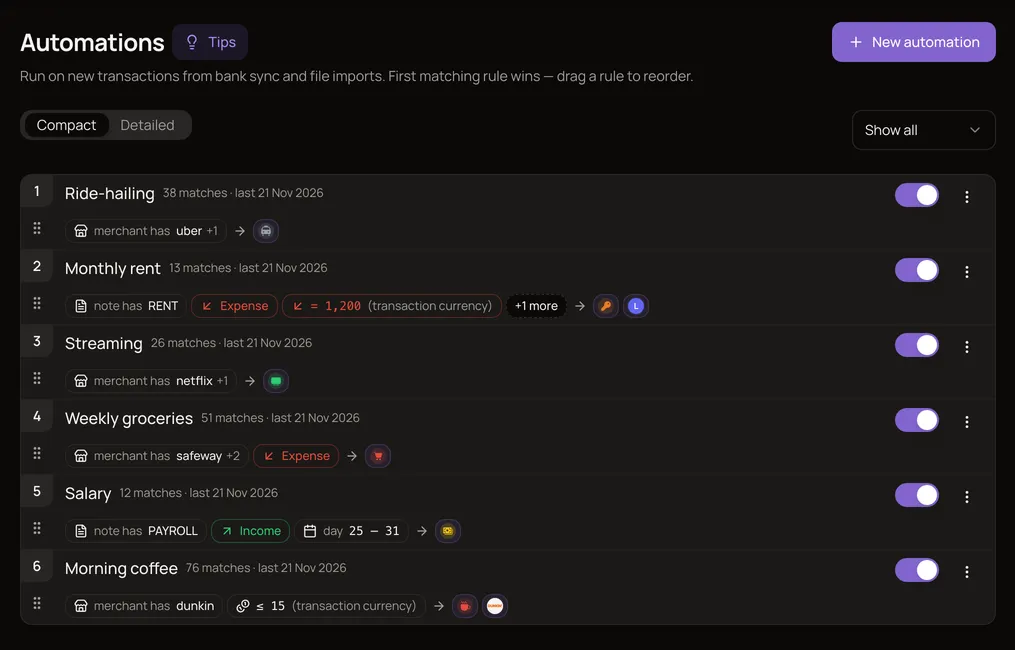 Automations
Tips
New automation
Run on new transactions from bank sync and file imports. First matching rule wins — drag a rule to reorder.
Compact Detailed
Show all
1 Ride-hailing 38 matches · last 21 Nov 2026
merchant has uber +1
2 Monthly rent 13 matches · last 21 Nov 2026
note has RENT Expense = 1,200 (transaction currency) +1 more → L
3 Streaming 26 matches · last 21 Nov 2026
merchant has netflix +1
4 Weekly groceries 51 matches · last 21 Nov 2026
merchant has safeway +2 Expense
5 Salary 12 matches · last 21 Nov 2026
note has PAYROLL Income day 25 – 31
6 Morning coffee 76 matches · last 21 Nov 2026
merchant has dunkin ≤ 15 (transaction currency)